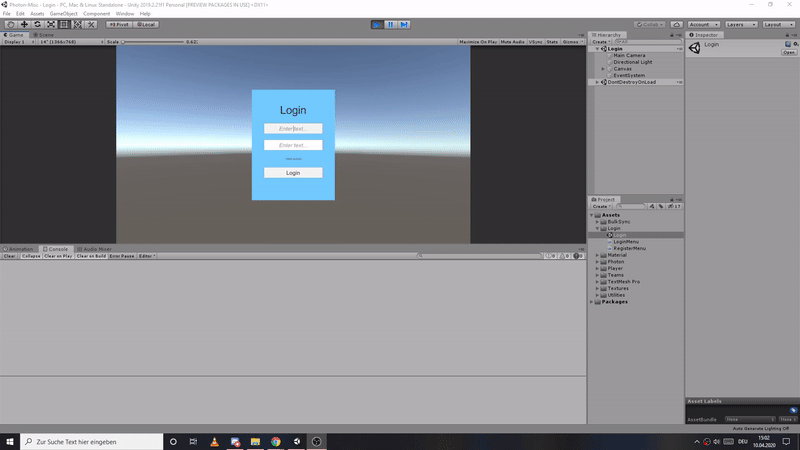 Photon-Misc - Login - PC, Mac & Linux Standalone - Unity 2019.2.21f1 Personal [PREVIEW PACKAGES IN USE] <DX11>
File Edit Assets GameObject Component Window Help
Pivot Local Collab Account Layers Layout
Game Scene
Display 1 14" (1366x768) Scale 0.62 Maximize On Play Mute Audio VSync Stats Gizmos
Login
Enter text...
Enter text...
Login
Animation Console Audio Mixer
Clear Collapse Clear on Play Clear on Build Error Pause Editor
Hierarchy
Create
Login
Main Camera
Directional Light
Canvas
EventSystem
DontDestroyOnLoad
Project
Create 17
Assets
BulkSync
Login
Login
LoginMenu
RegisterMenu
Material
Photon
Player
Teams
TextMesh Pro
Textures
Utilities
Packages
Inspector
Login
Open
Asset Labels
AssetBundle None None
Auto Generate Lighting Off
Zur Suche Text hier eingeben
DEU
15:02
10.04.2020